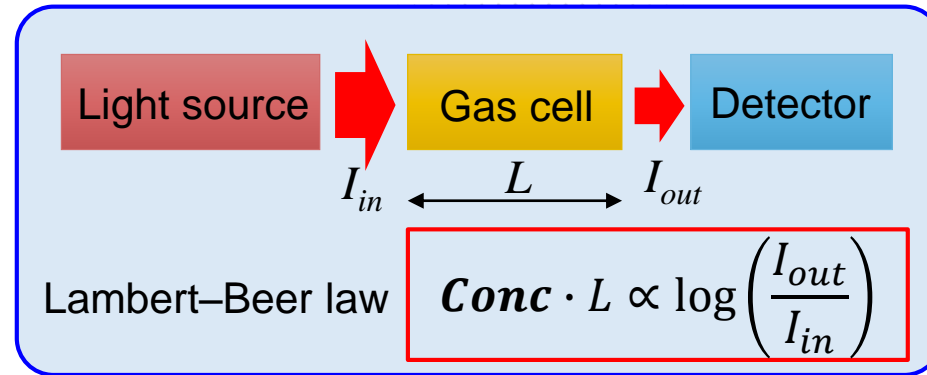 Light source Gas cell Detector
I_in L I_out
Lambert–Beer law Conc · L ∝ log(I_out/I_in)